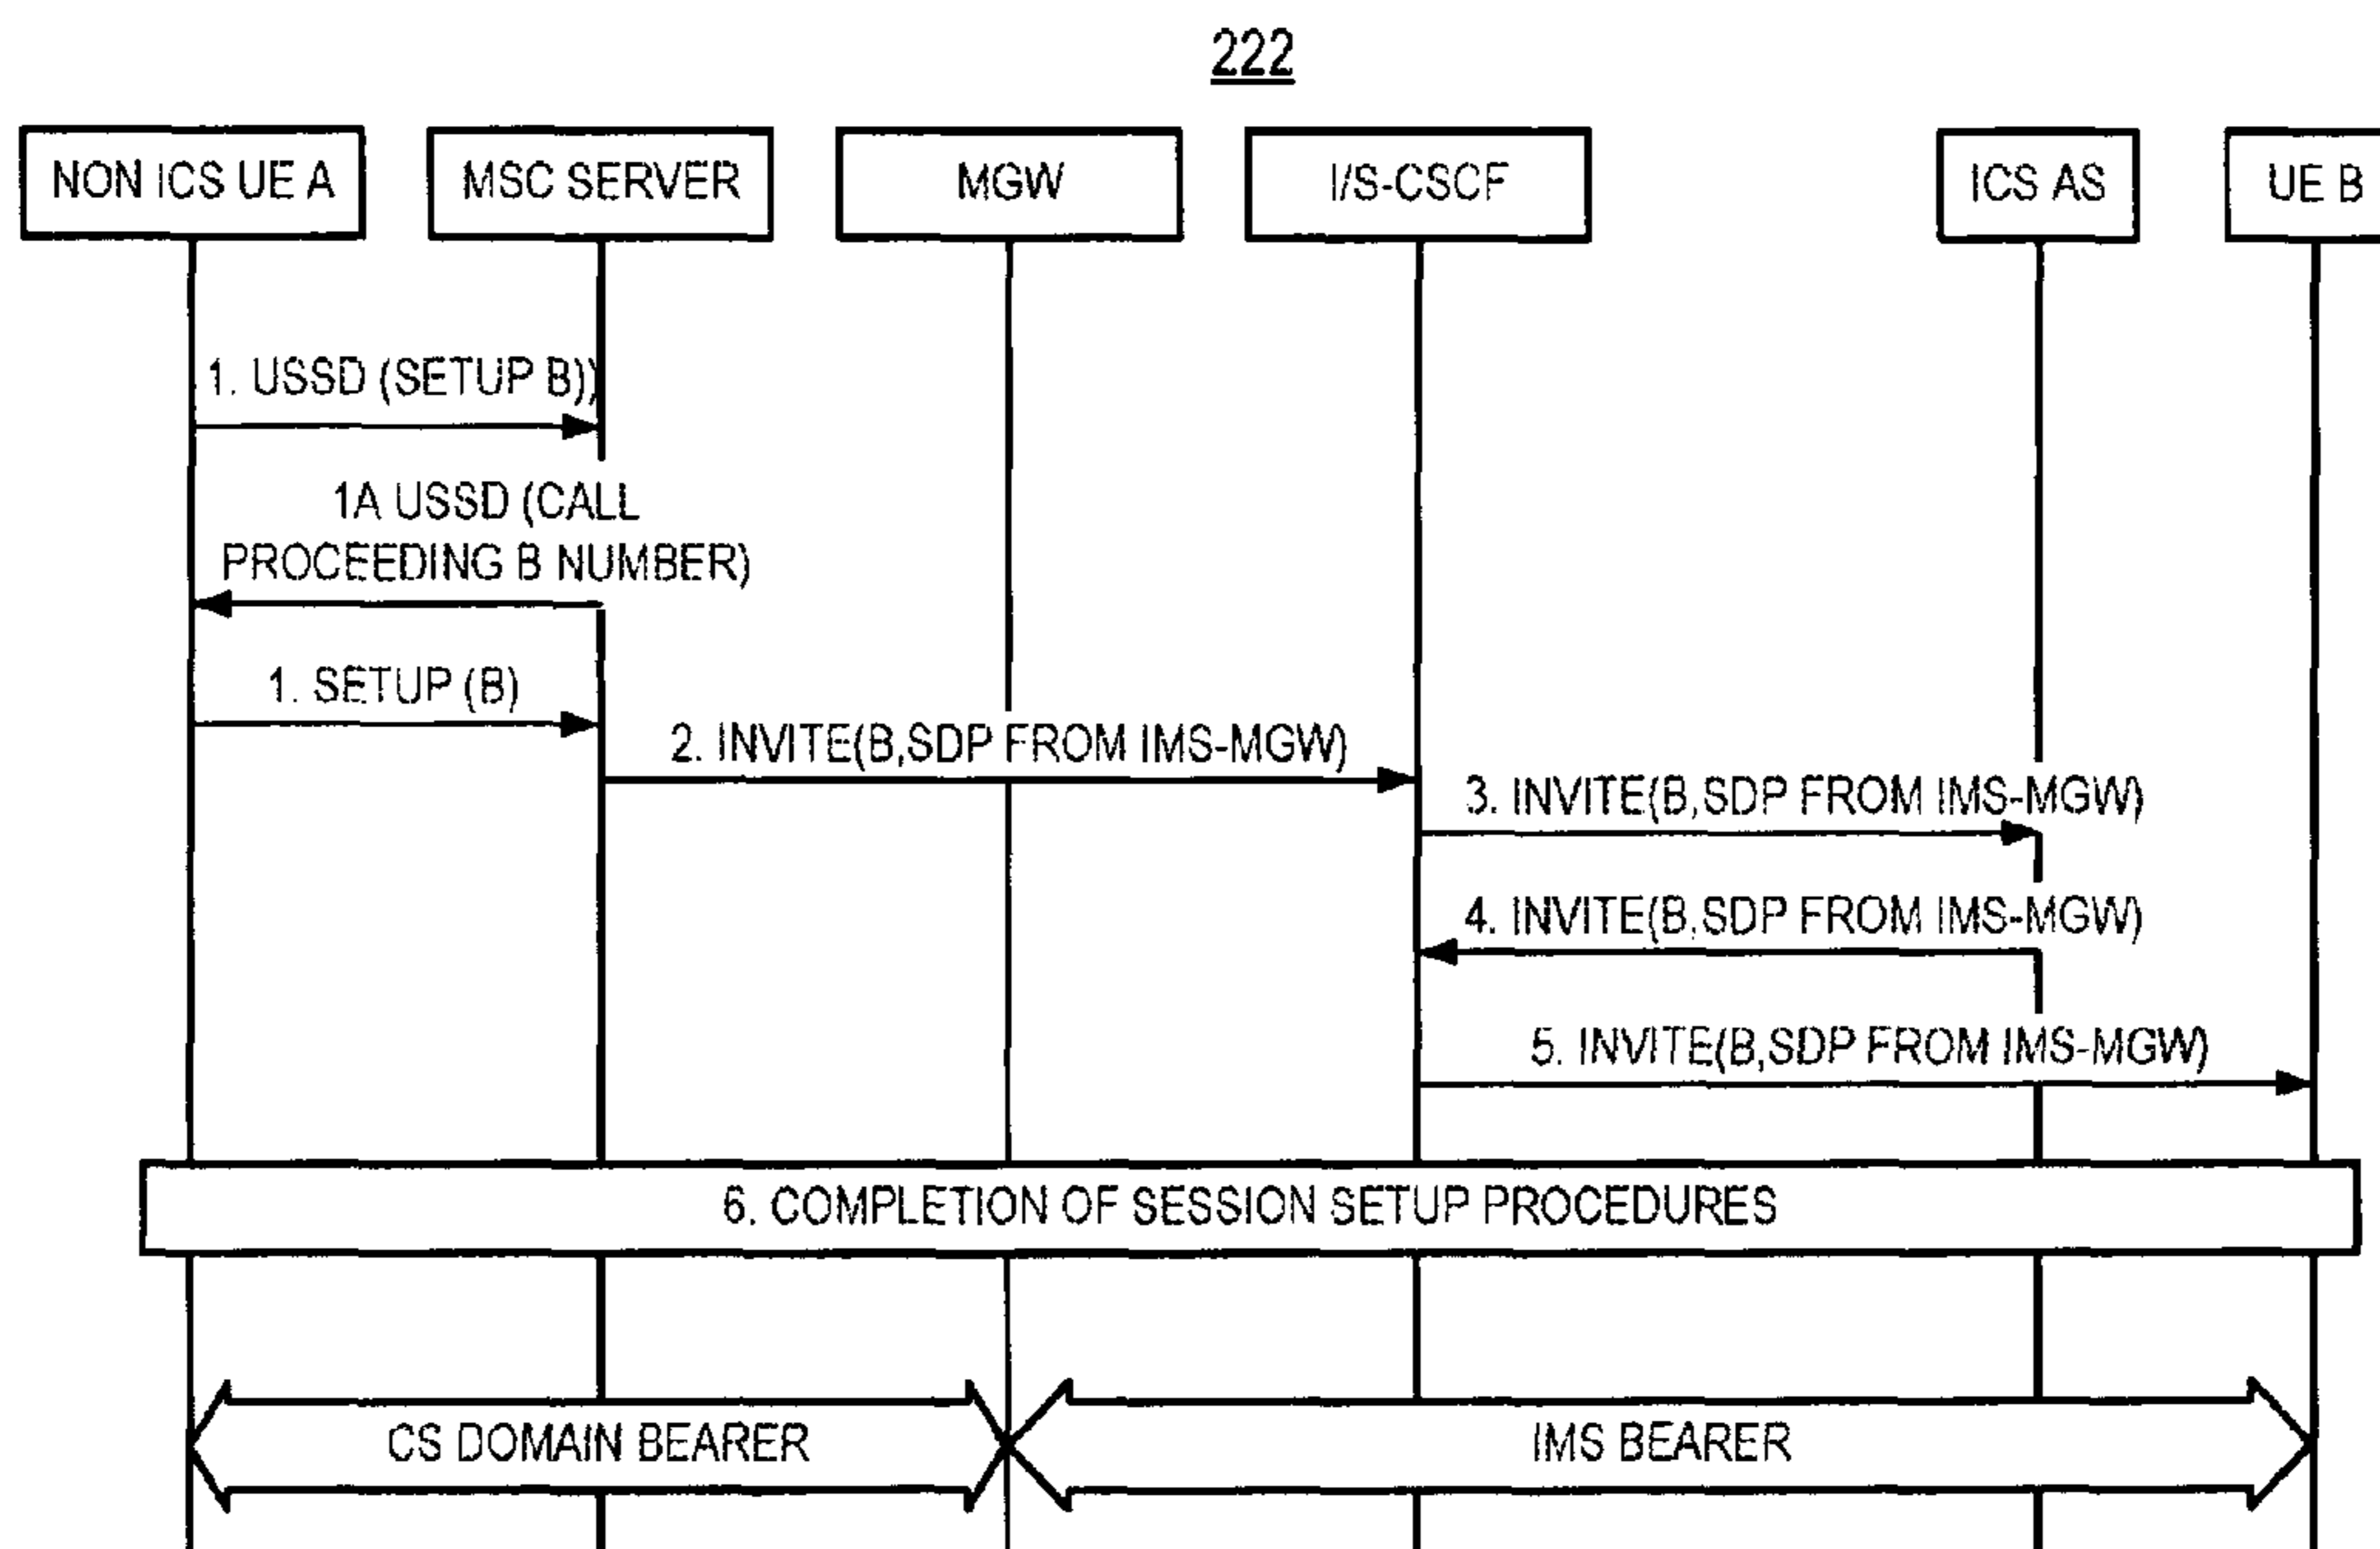 222
NON ICS UE A
MSC SERVER
MGW
I/S-CSCF
ICS AS
UE B
1. USSD (SETUP B))
1A USSD (CALL
PROCEEDING B NUMBER)
1. SETUP (B)
2. INVITE(B,SDP FROM IMS-MGW)
3. INVITE(B,SDP FROM IMS-MGW)
4. INVITE(B,SDP FROM IMS-MGW)
5. INVITE(B,SDP FROM IMS-MGW)
6. COMPLETION OF SESSION SETUP PROCEDURES
CS DOMAIN BEARER
IMS BEARER